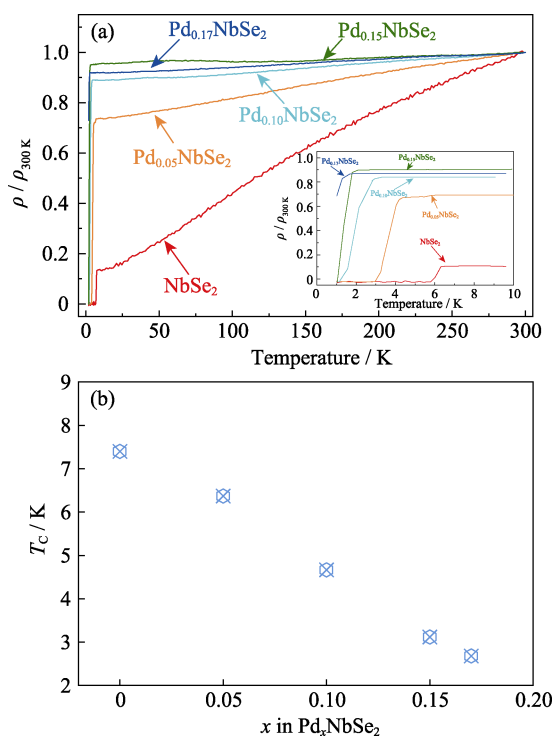 (a)
Pd0.17NbSe2
Pd0.15NbSe2
Pd0.10NbSe2
Pd0.05NbSe2
NbSe2
ρ / ρ300 K
1.0
0.8
0.6
0.4
0.2
0
0 50 100 150 200 250 300
Temperature / K
Pd0.17NbSe2
Pd0.15NbSe2
Pd0.10NbSe2
Pd0.05NbSe2
NbSe2
ρ / ρ300 K
1.0
0.9
0.6
0.4
0.2
0
0 2 4 6 8 10
Temperature / K
(b)
TC / K
9
8
7
6
5
4
3
2
0 0.05 0.10 0.15 0.20
x in PdxNbSe2